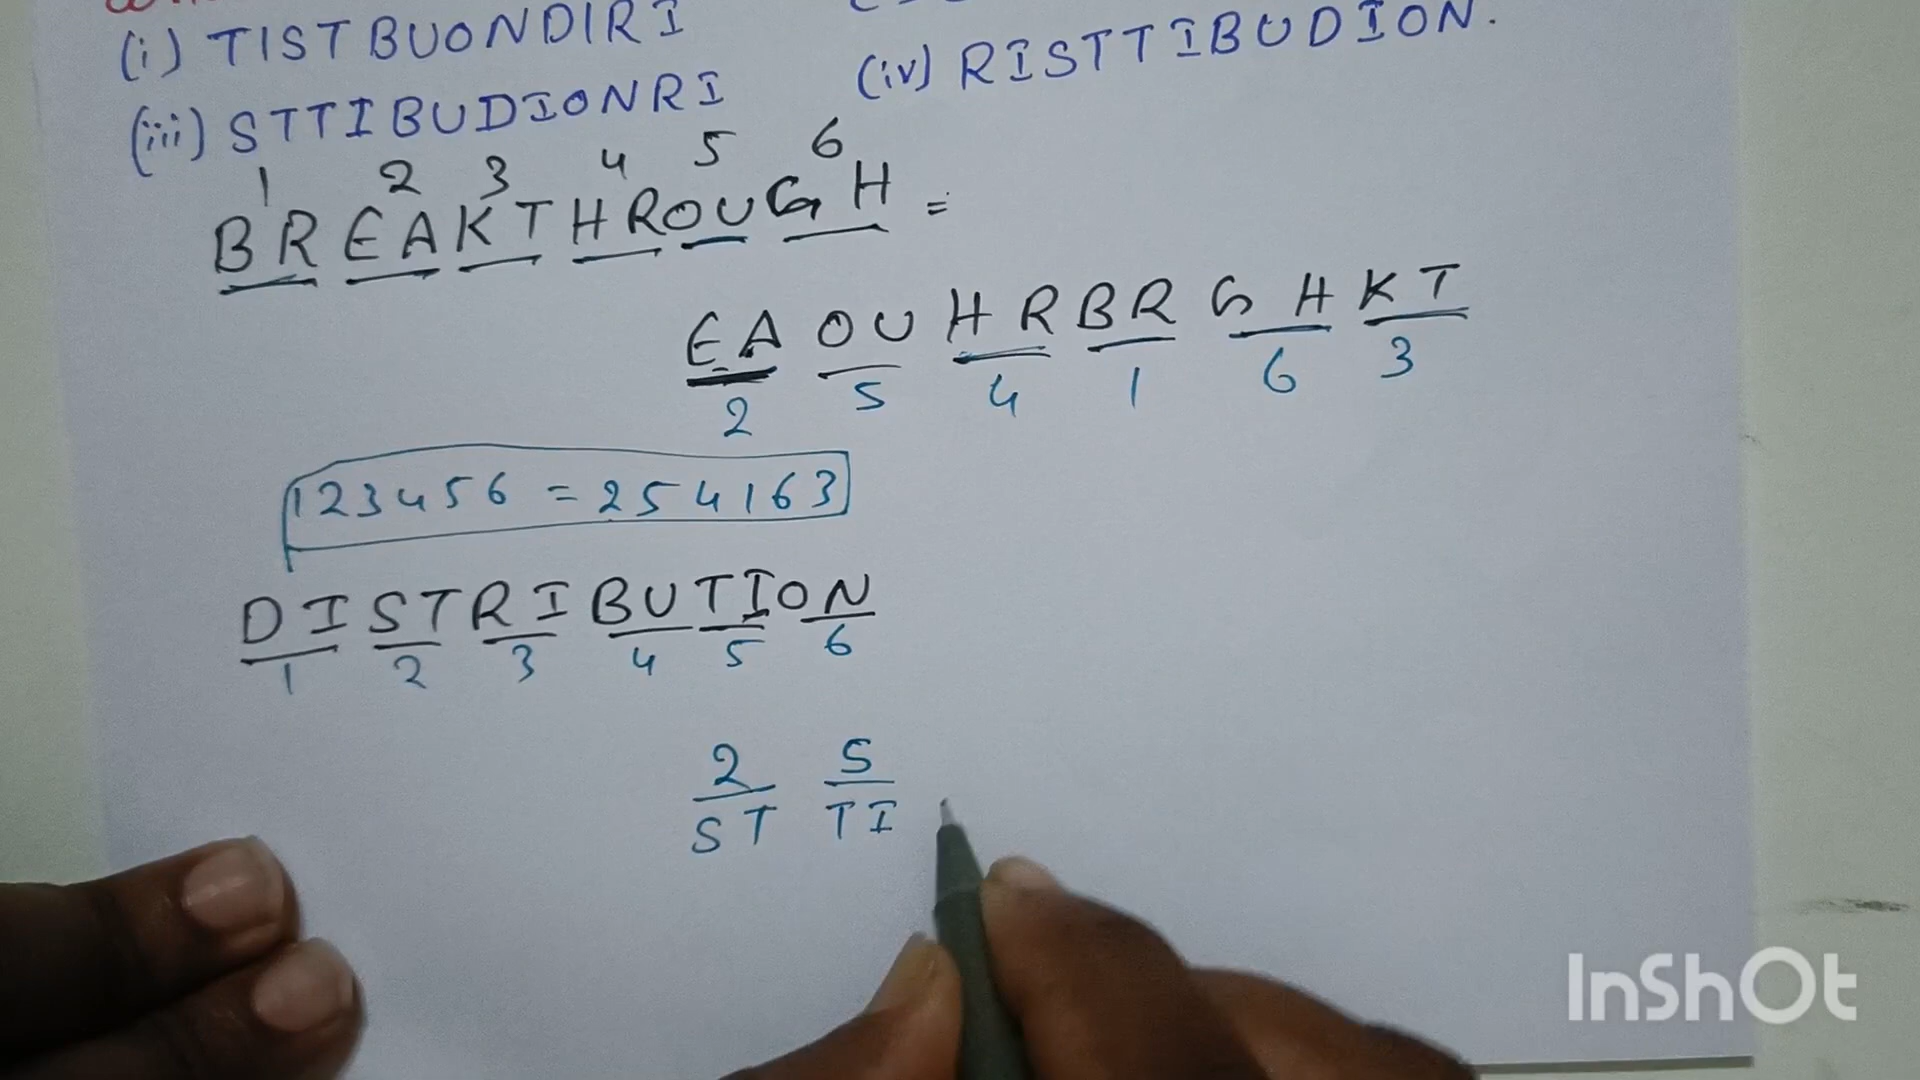 (i) TISTBUONDIRI
(iv) RISTTIBUDION.
(iii) STTIBUDIONRI
1 2 3 4 5 6
BREAKTHROUGH =
EA OU HR BR GH KT
2 5 4 1 6 3
123456 = 254163
DISTRIBUTION
1 2 3 4 5 6
2 5
ST TI
InShOt